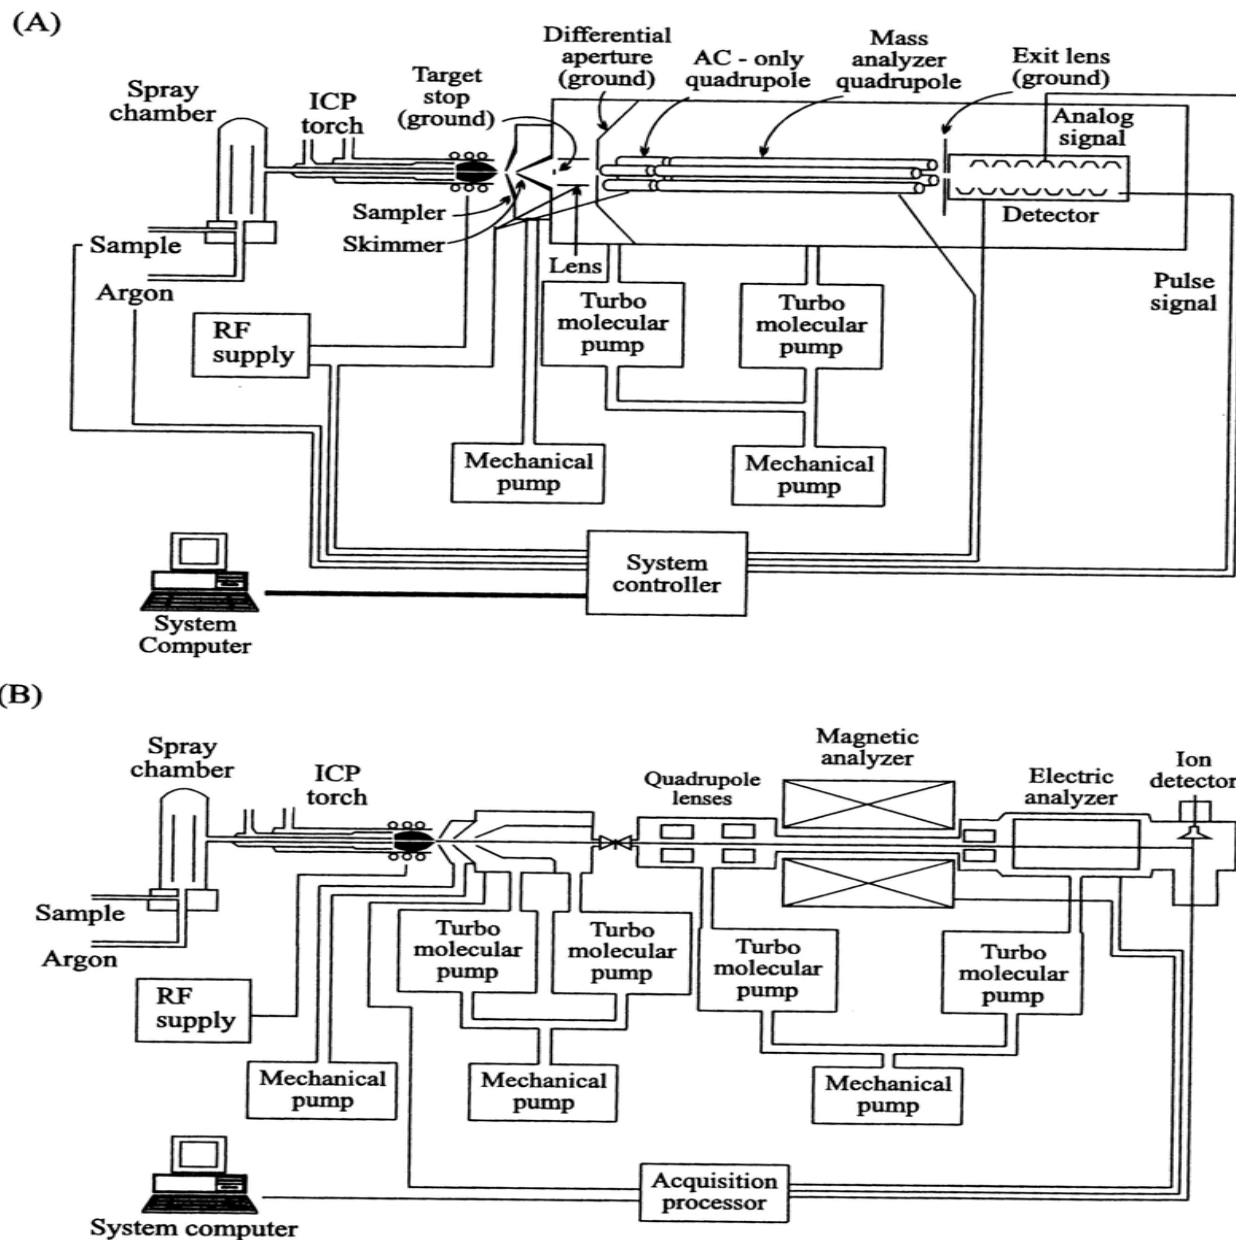 (A)
Spray
chamber
ICP
torch
Target
stop
(ground)
Differential
aperture
(ground)
AC - only
quadrupole
Mass
analyzer
quadrupole
Exit lens
(ground)
Analog
signal
Sampler
Skimmer
Lens
Detector
Sample
Argon
Pulse
signal
RF
supply
Turbo
molecular
pump
Turbo
molecular
pump
Mechanical
pump
Mechanical
pump
System
controller
System
Computer
(B)
Spray
chamber
ICP
torch
Quadrupole
lenses
Magnetic
analyzer
Electric
analyzer
Ion
detector
Sample
Argon
Turbo
molecular
pump
Turbo
molecular
pump
Turbo
molecular
pump
Turbo
molecular
pump
RF
supply
Mechanical
pump
Mechanical
pump
Mechanical
pump
Acquisition
processor
System computer